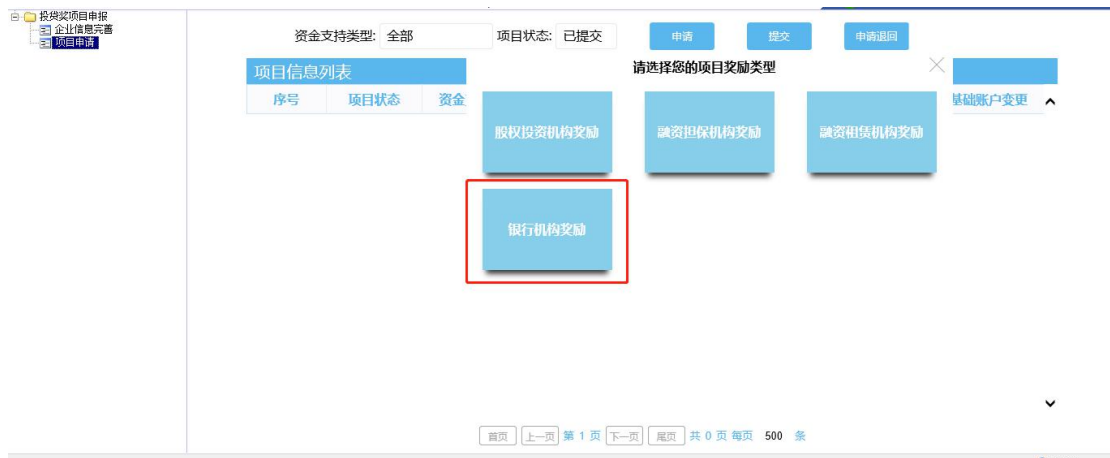 投贷奖项目申报
企业信息完善
项目申请
资金支持类型: 全部 项目状态: 已提交 申请 提交 申请退回
项目信息列表 请选择您的项目奖励类型
序号 项目状态 资金 基础账户变更
股权投资机构奖励 融资担保机构奖励 融资租赁机构奖励
银行机构奖励
首页 上一页 第 1 页 下一页 尾页 共 0 页 每页 500 条